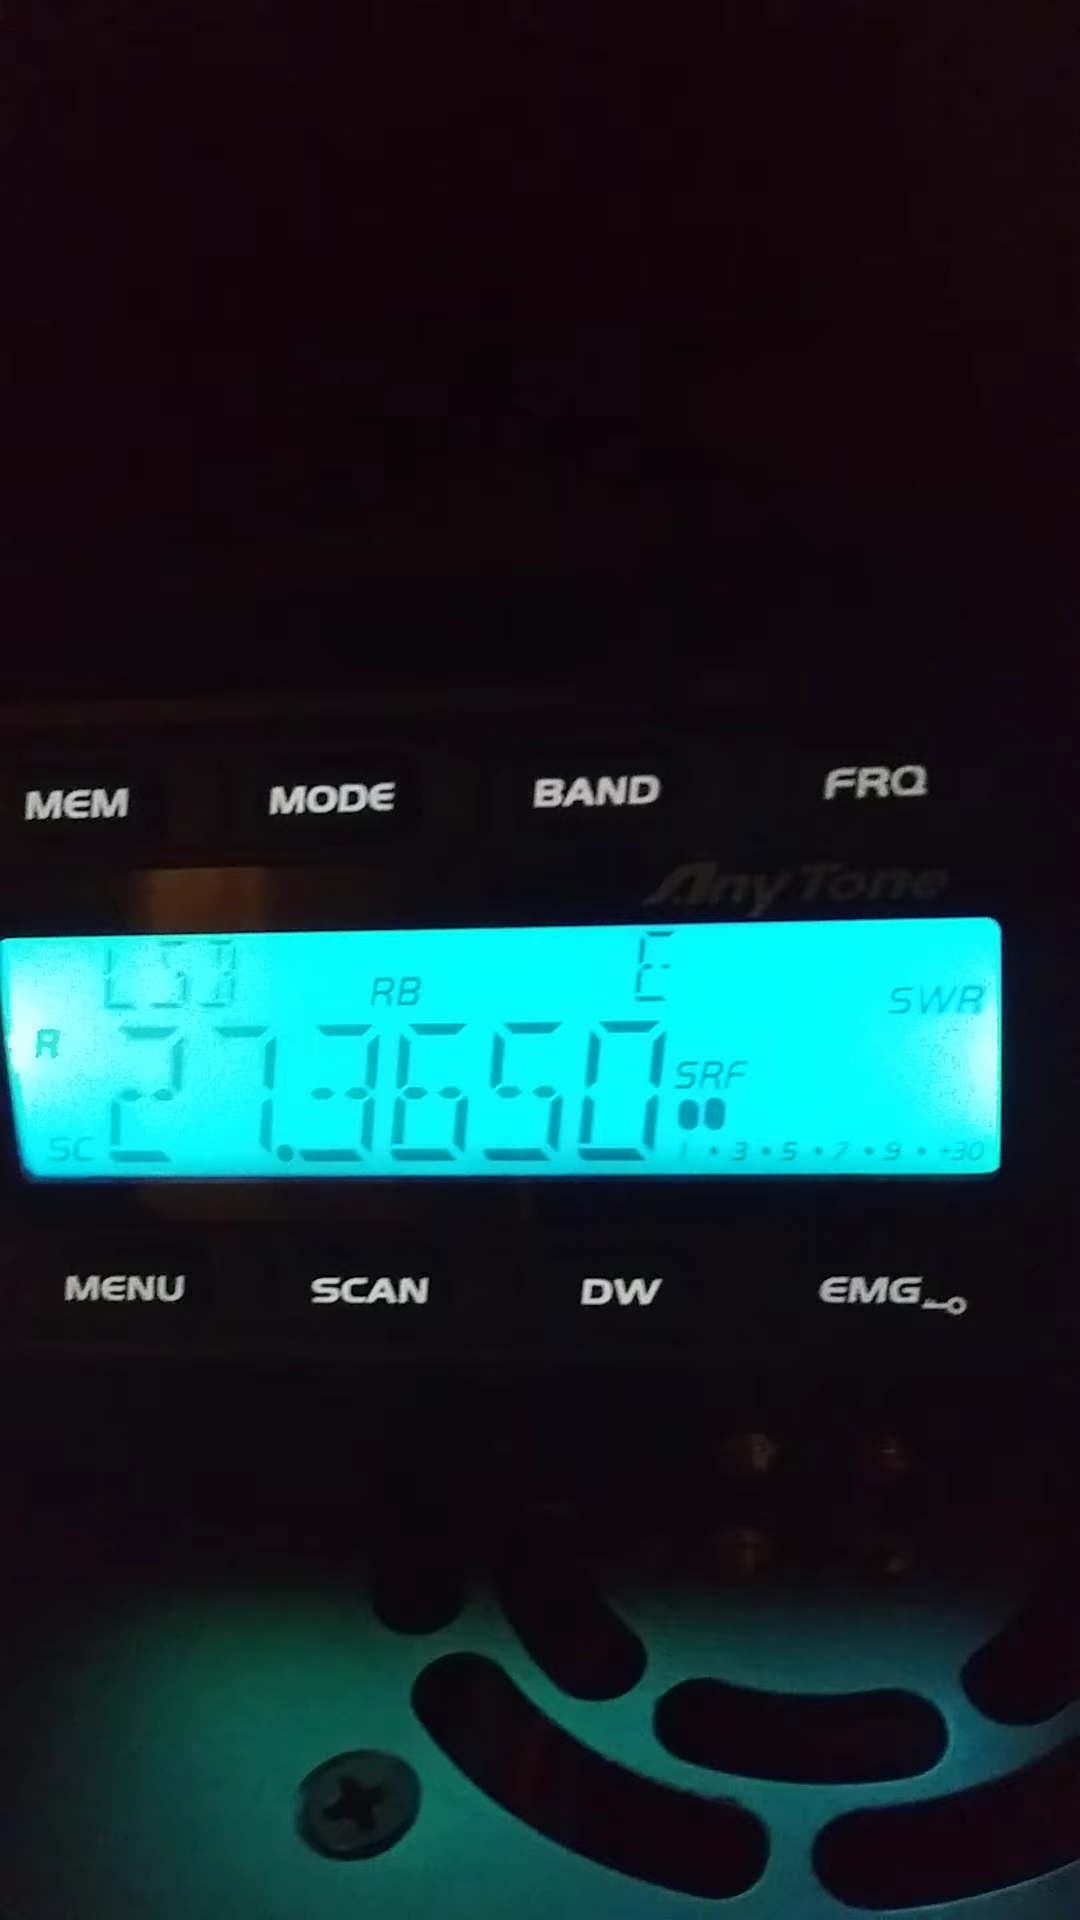 MEM MODE BAND FRQ
AnyTone
LSB RB E SWR
R 27.3650 SRF
SC 1 • 3 • 5 • 7 • 9 • +30
MENU SCAN DW EMG